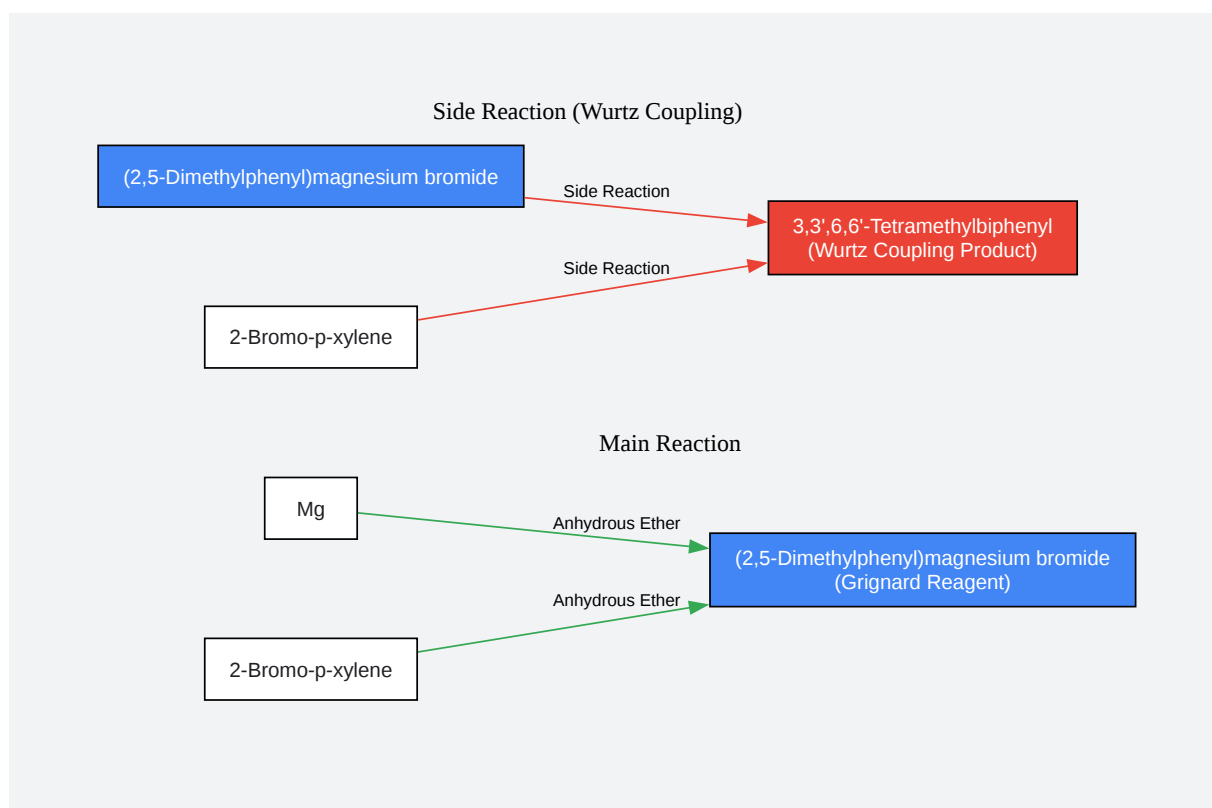 Side Reaction (Wurtz Coupling)
(2,5-Dimethylphenyl)magnesium bromide
Side Reaction
3,3',6,6'-Tetramethylbiphenyl
(Wurtz Coupling Product)
Side Reaction
2-Bromo-p-xylene
Main Reaction
Mg
Anhydrous Ether
(2,5-Dimethylphenyl)magnesium bromide
(Grignard Reagent)
Anhydrous Ether
2-Bromo-p-xylene